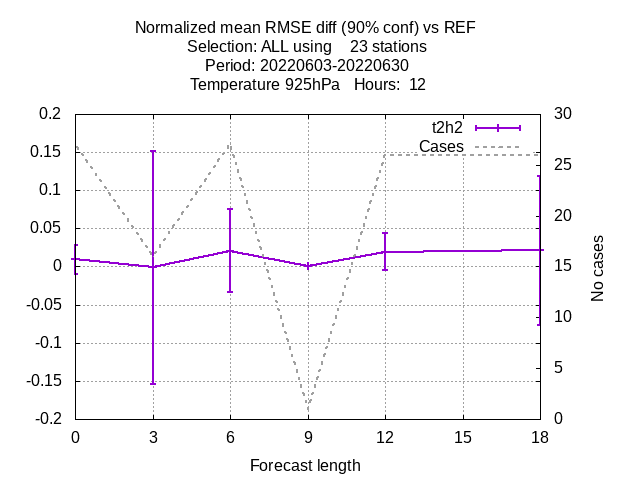 Normalized mean RMSE diff (90% conf) vs REF
Selection: ALL using    23 stations
Period: 20220603-20220630
Temperature 925hPa   Hours:  12
0.2
0.15
0.1
0.05
0
-0.05
-0.1
-0.15
-0.2
t2h2
Cases
30
25
20
15
10
5
0
No cases
0 3 6 9 12 15 18
Forecast length